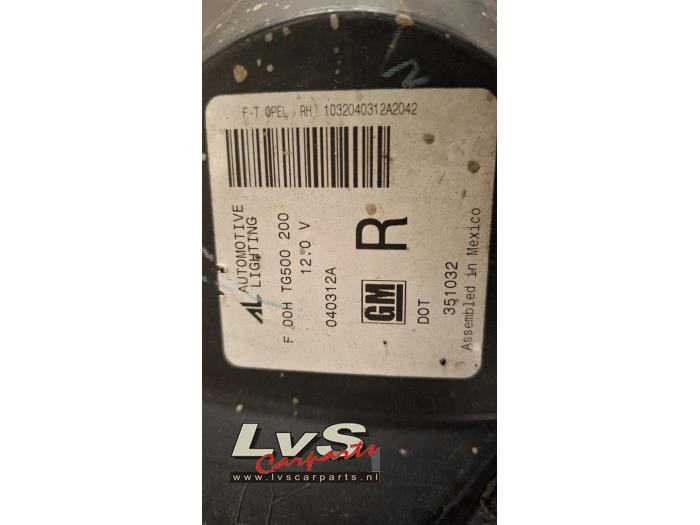 F-T OPEL RH 1032040312A2042
AL AUTOMOTIVE
LIGHTING
F 00H TG500 200
12.0 V
040312A
GM R
DOT
351032
Assembled in Mexico
LvS
Carparts
www.lvscarparts.nl